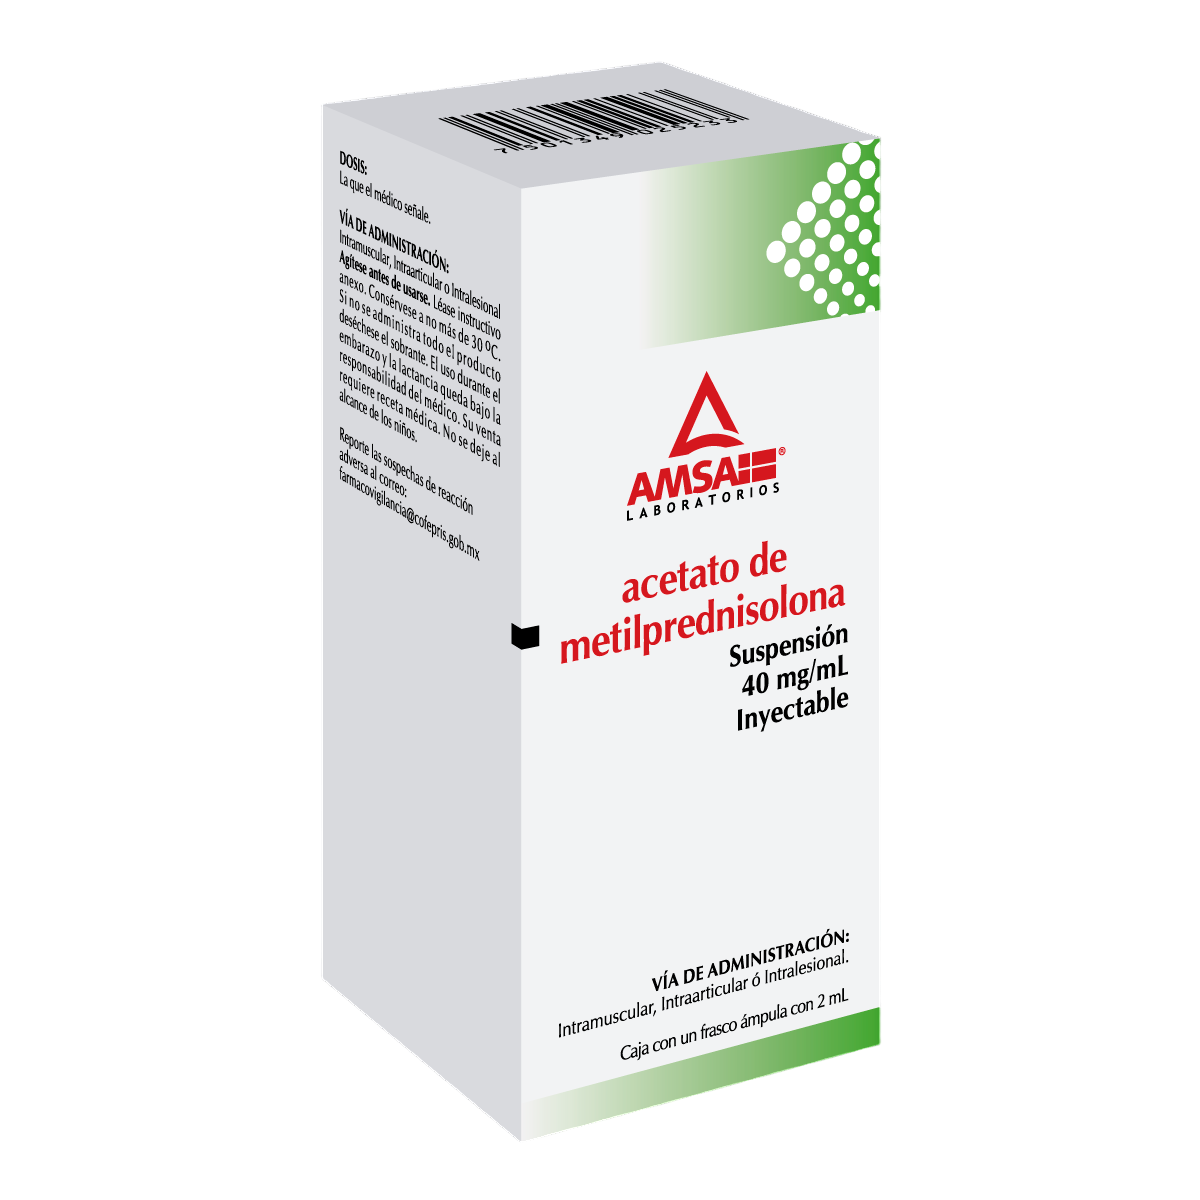 7 501349 025233
DOSIS:
La que el médico señale.
VÍA DE ADMINISTRACIÓN:
Intramuscular, Intraarticular o Intralesional
Agítese antes de usarse. Léase instructivo
anexo. Consérvese a no más de 30 ºC.
Si no se administra todo el producto
deséchese el sobrante. El uso durante el
embarazo y la lactancia queda bajo la
responsabilidad del médico. Su venta
requiere receta médica. No se deje al
alcance de los niños.
Reporte las sospechas de reacción
adversa al correo:
farmacovigilancia@cofepris.gob.mx
AMSA®
LABORATORIOS
acetato de
metilprednisolona
Suspensión
40 mg/mL
Inyectable
VÍA DE ADMINISTRACIÓN:
Intramuscular, Intraarticular ó Intralesional.
Caja con un frasco ámpula con 2 mL